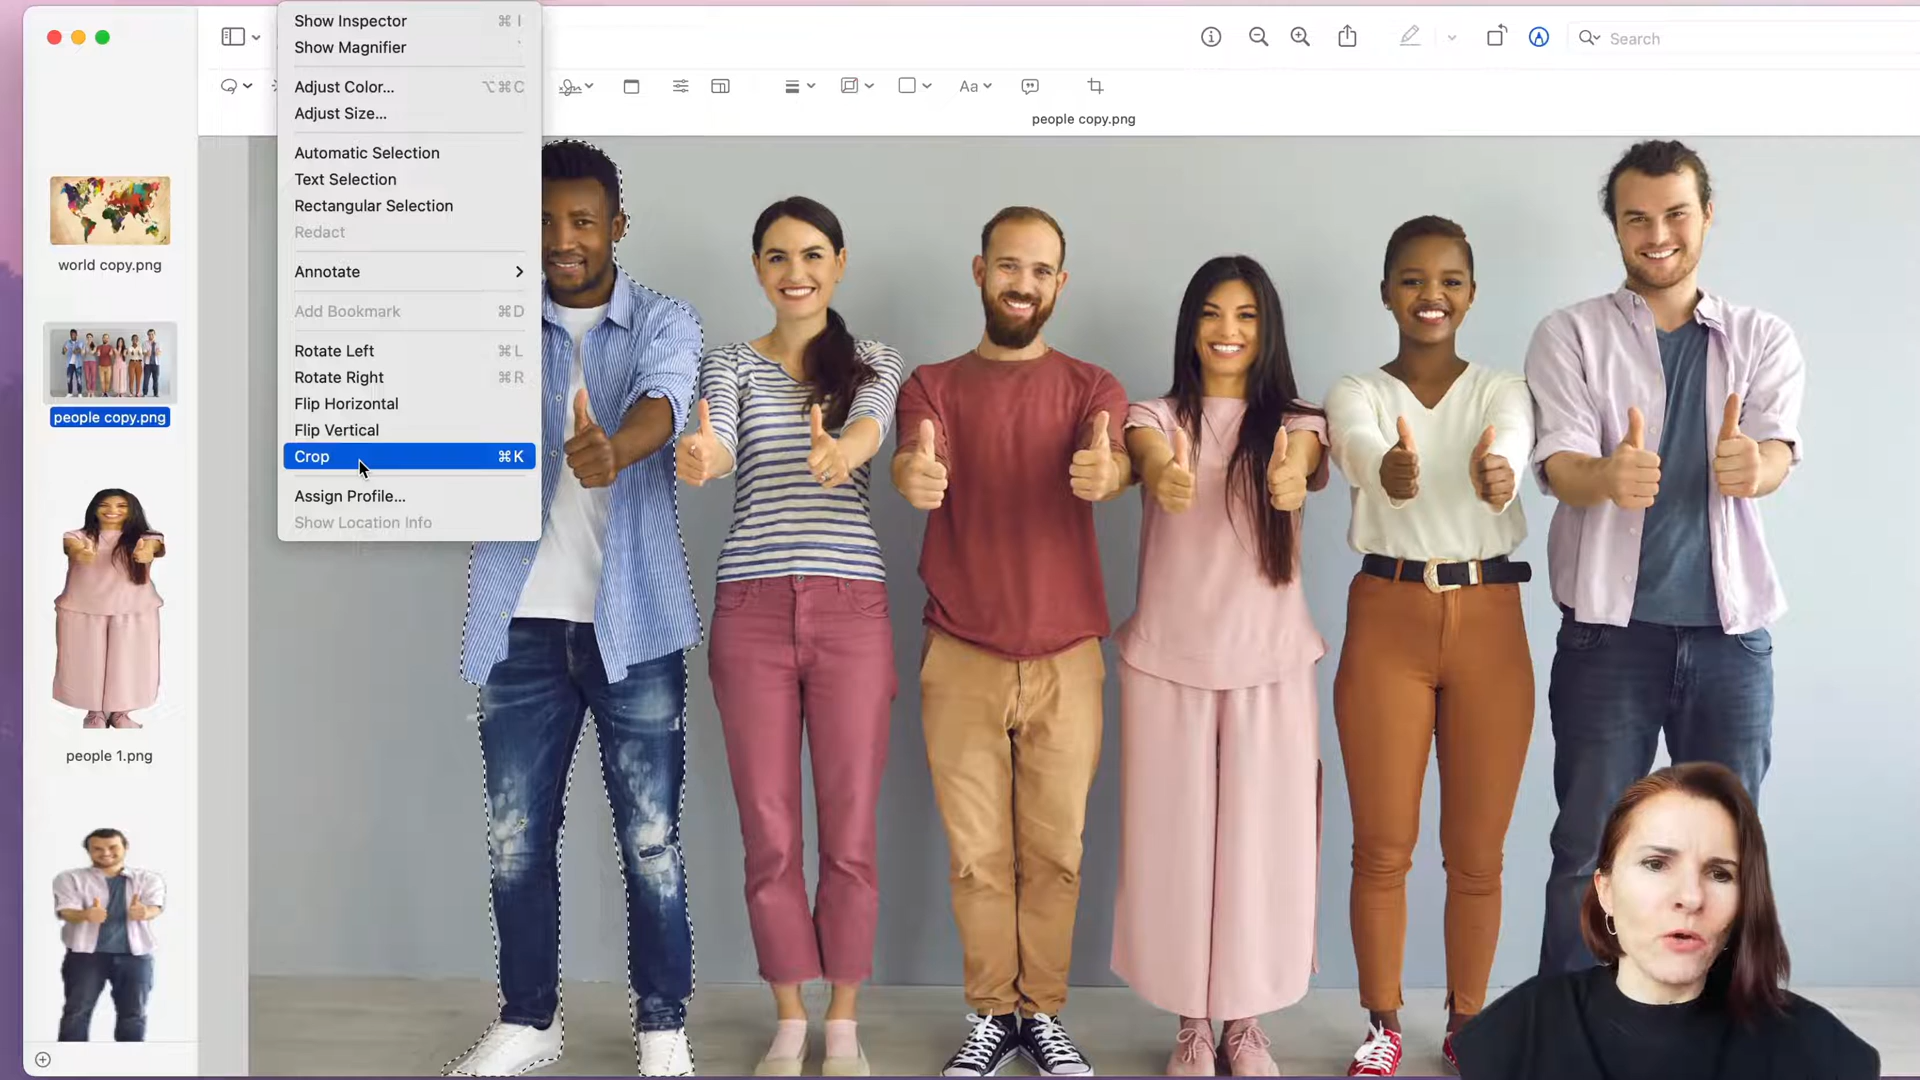 Show Inspector ⌘ I
Show Magnifier `
Adjust Color... ⌥⌘C
Adjust Size...
Automatic Selection
Text Selection
Rectangular Selection
Redact
Annotate
Add Bookmark ⌘D
Rotate Left ⌘L
Rotate Right ⌘R
Flip Horizontal
Flip Vertical
Crop ⌘K
Assign Profile...
Show Location Info
Search
Aa
people copy.png
world copy.png
people copy.png
people 1.png